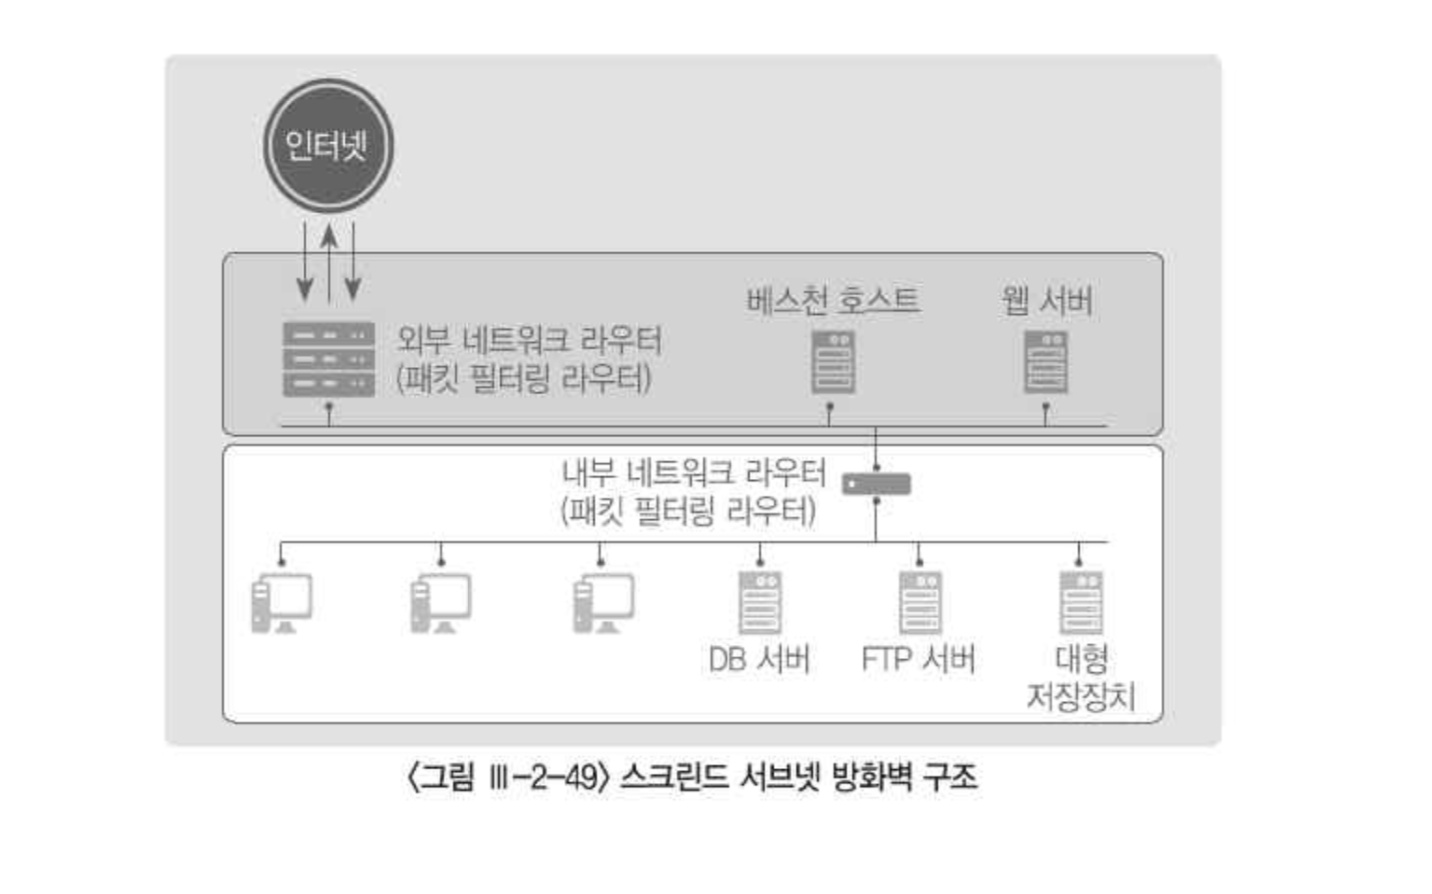 인터넷
외부 네트워크 라우터
(패킷 필터링 라우터)
베스천 호스트
웹 서버
내부 네트워크 라우터
(패킷 필터링 라우터)
DB 서버
FTP 서버
대형
저장장치
〈그림 Ⅲ-2-49〉 스크린드 서브넷 방화벽 구조